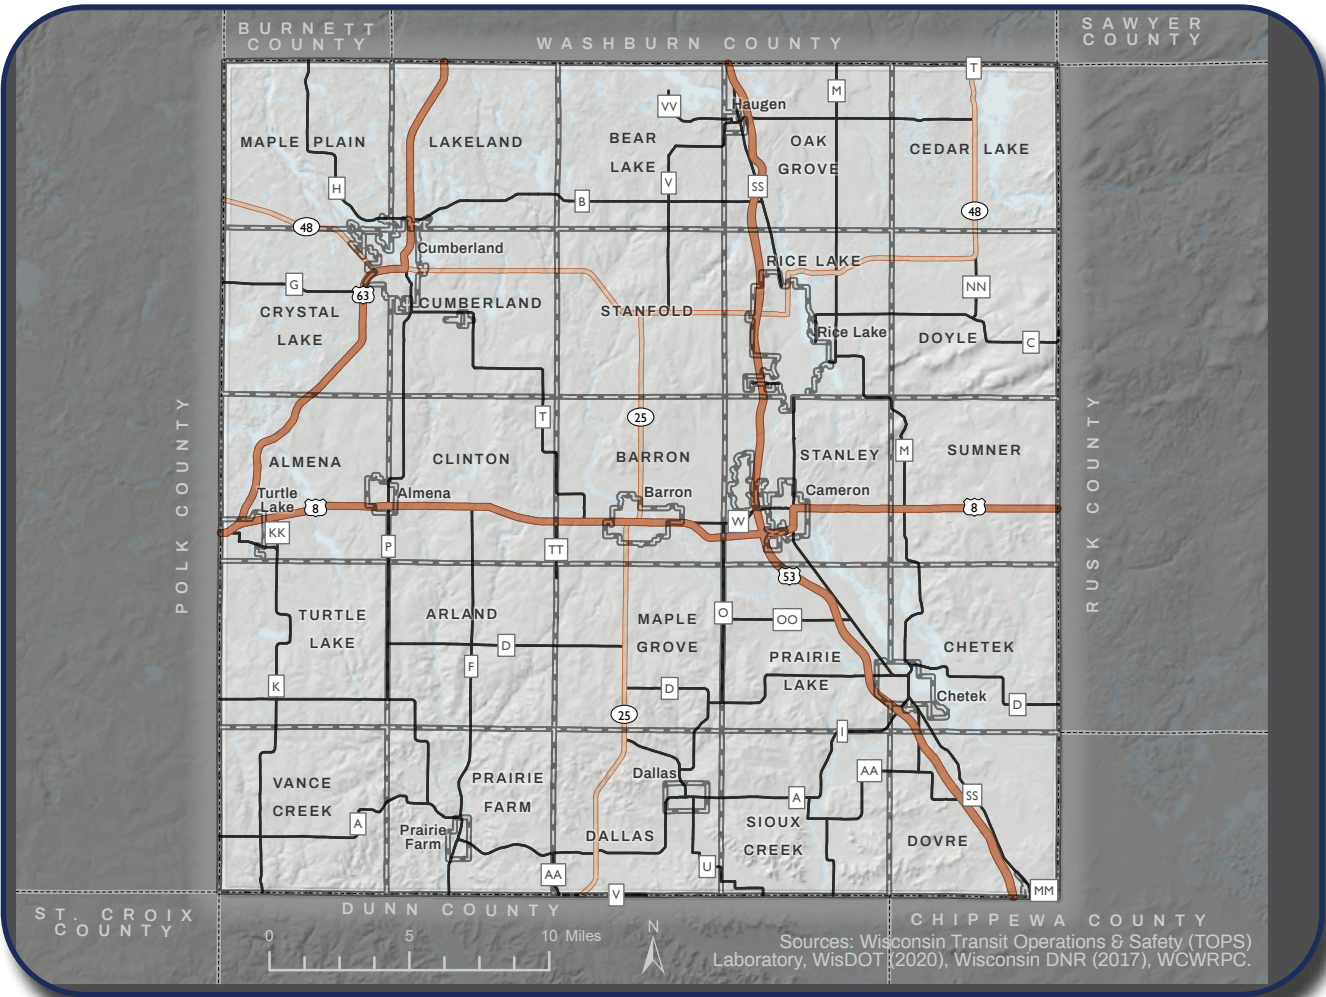 BURNETT
COUNTY
WASHBURN COUNTY
SAWYER
COUNTY
T
M
VV
Haugen
MAPLE PLAIN
LAKELAND
BEAR
LAKE
OAK
GROVE
CEDAR LAKE
H
V
SS
B
48
48
Cumberland
RICE LAKE
G
63
NN
CUMBERLAND
CRYSTAL
LAKE
STANFOLD
Rice Lake
DOYLE
C
POLK COUNTY
RUSK COUNTY
T
25
ALMENA
CLINTON
BARRON
STANLEY
M
SUMNER
Turtle
Lake
Almena
Barron
Cameron
8
8
KK
W
P
TT
53
TURTLE
LAKE
ARLAND
MAPLE
GROVE
O
OO
D
F
PRAIRIE
LAKE
CHETEK
K
D
Chetek
D
25
I
VANCE
CREEK
PRAIRIE
FARM
Dallas
AA
A
SS
A
Prairie
Farm
DALLAS
SIOUX
CREEK
DOVRE
AA
U
V
MM
ST. CROIX
COUNTY
DUNN COUNTY
CHIPPEWA COUNTY
0 5 10 Miles
N
Sources: Wisconsin Transit Operations & Safety (TOPS)
Laboratory, WisDOT (2020), Wisconsin DNR (2017), WCWRPC.